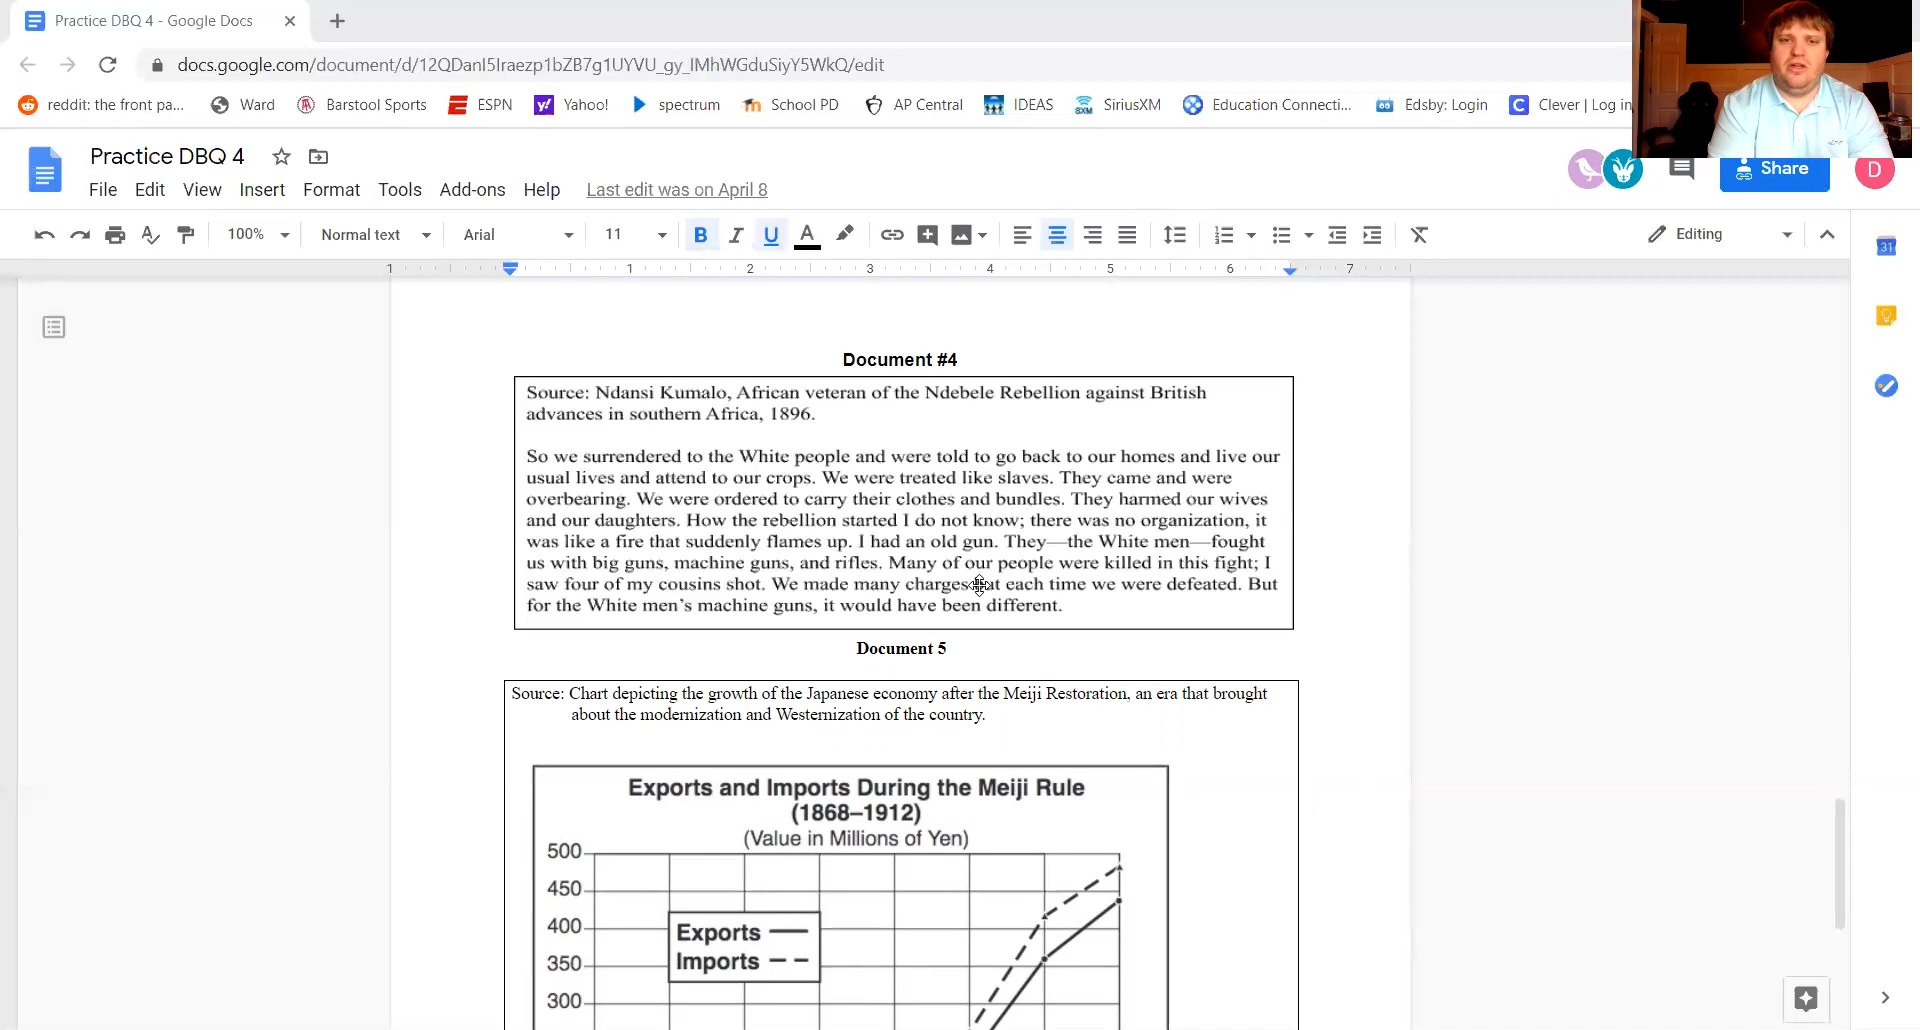 Practice DBQ 4 - Google Docs
docs.google.com/document/d/12QDanI5Iraezp1bZB7g1UYVU_gy_IMhWGduSiyY5WkQ/edit
reddit: the front pa... Ward Barstool Sports ESPN Yahoo! spectrum School PD AP Central IDEAS SiriusXM Education Connecti... Edsby: Login Clever | Log in
Practice DBQ 4
Share
D
File Edit View Insert Format Tools Add-ons Help Last edit was on April 8
100% Normal text Arial 11 B I U A Editing
31
1 1 2 3 4 5 6 7
Document #4
Source: Ndansi Kumalo, African veteran of the Ndebele Rebellion against British
advances in southern Africa, 1896.
So we surrendered to the White people and were told to go back to our homes and live our
usual lives and attend to our crops. We were treated like slaves. They came and were
overbearing. We were ordered to carry their clothes and bundles. They harmed our wives
and our daughters. How the rebellion started I do not know; there was no organization, it
was like a fire that suddenly flames up. I had an old gun. They—the White men—fought
us with big guns, machine guns, and rifles. Many of our people were killed in this fight; I
saw four of my cousins shot. We made many charges but each time we were defeated. But
for the White men's machine guns, it would have been different.
Document 5
Source: Chart depicting the growth of the Japanese economy after the Meiji Restoration, an era that brought
about the modernization and Westernization of the country.
Exports and Imports During the Meiji Rule
(1868–1912)
(Value in Millions of Yen)
500
450
400
350
300
Exports
Imports